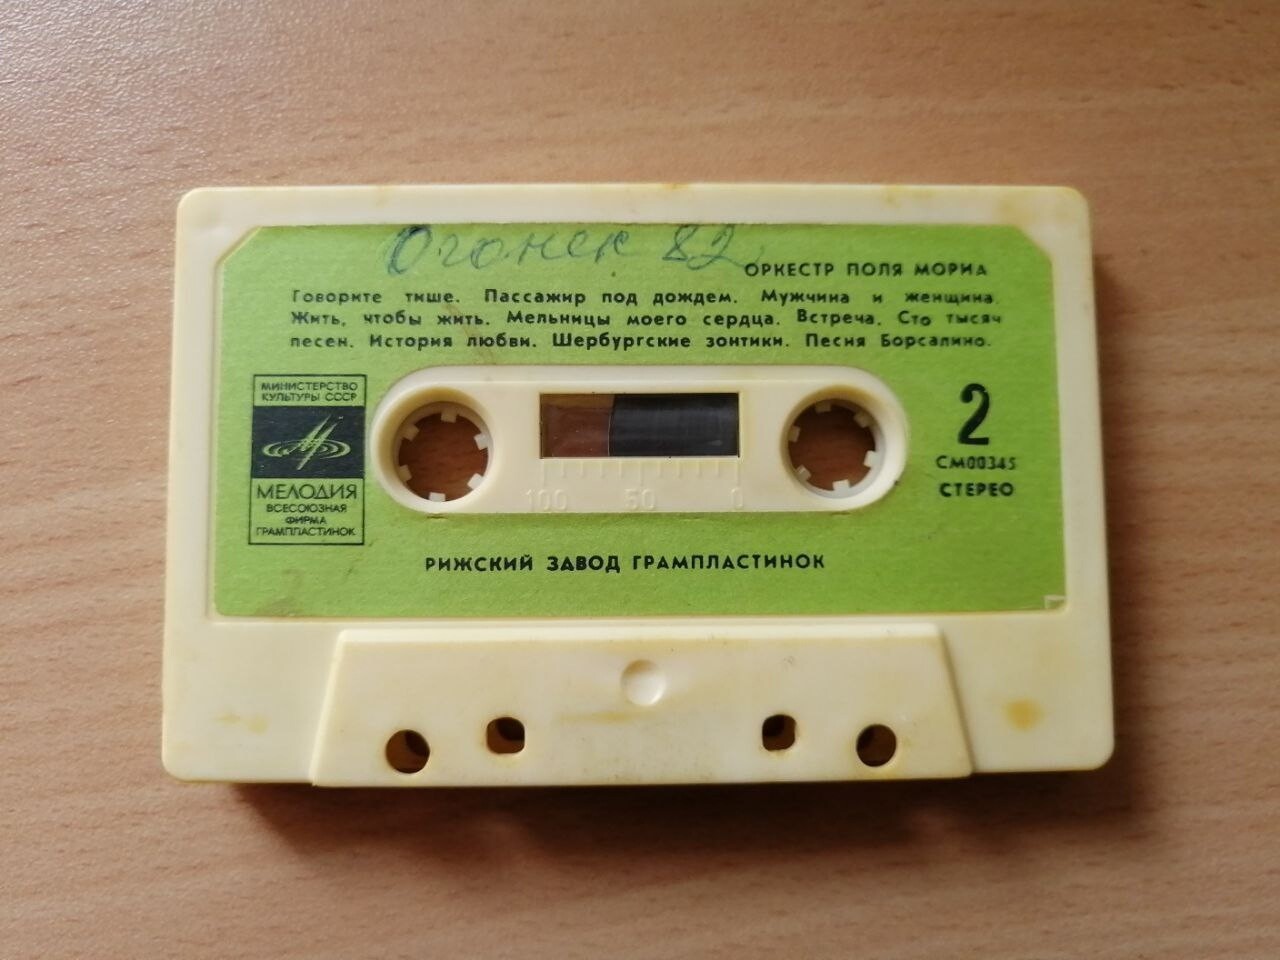 Огонек 82
ОРКЕСТР ПОЛЯ МОРИА
Говорите тише. Пассажир под дождем. Мужчина и женщина.
Жить, чтобы жить. Мельницы моего сердца. Встреча. Сто тысяч
песен. История любви. Шербургские зонтики. Песня Борсалино.
МИНИСТЕРСТВО
КУЛЬТУРЫ СССР
МЕЛОДИЯ
ВСЕСОЮЗНАЯ
ФИРМА
ГРАМПЛАСТИНОК
100 50 0
2
СМ00345
СТЕРЕО
РИЖСКИЙ ЗАВОД ГРАМПЛАСТИНОК